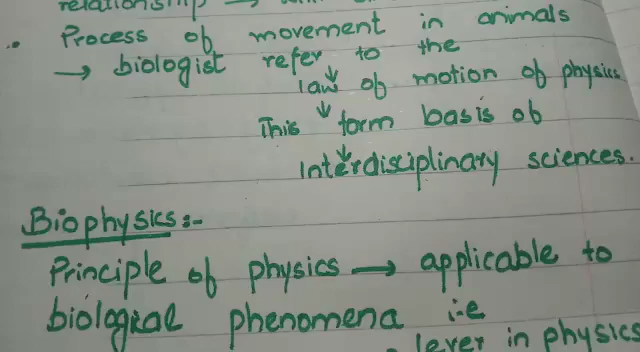 relationship →
Process of movement in animals
→ biologist refer to the
law of motion of physics
This form basis of
Interdisciplinary sciences.
Biophysics:-
Principle of physics → applicable to
biological phenomena i.e
lever in physics